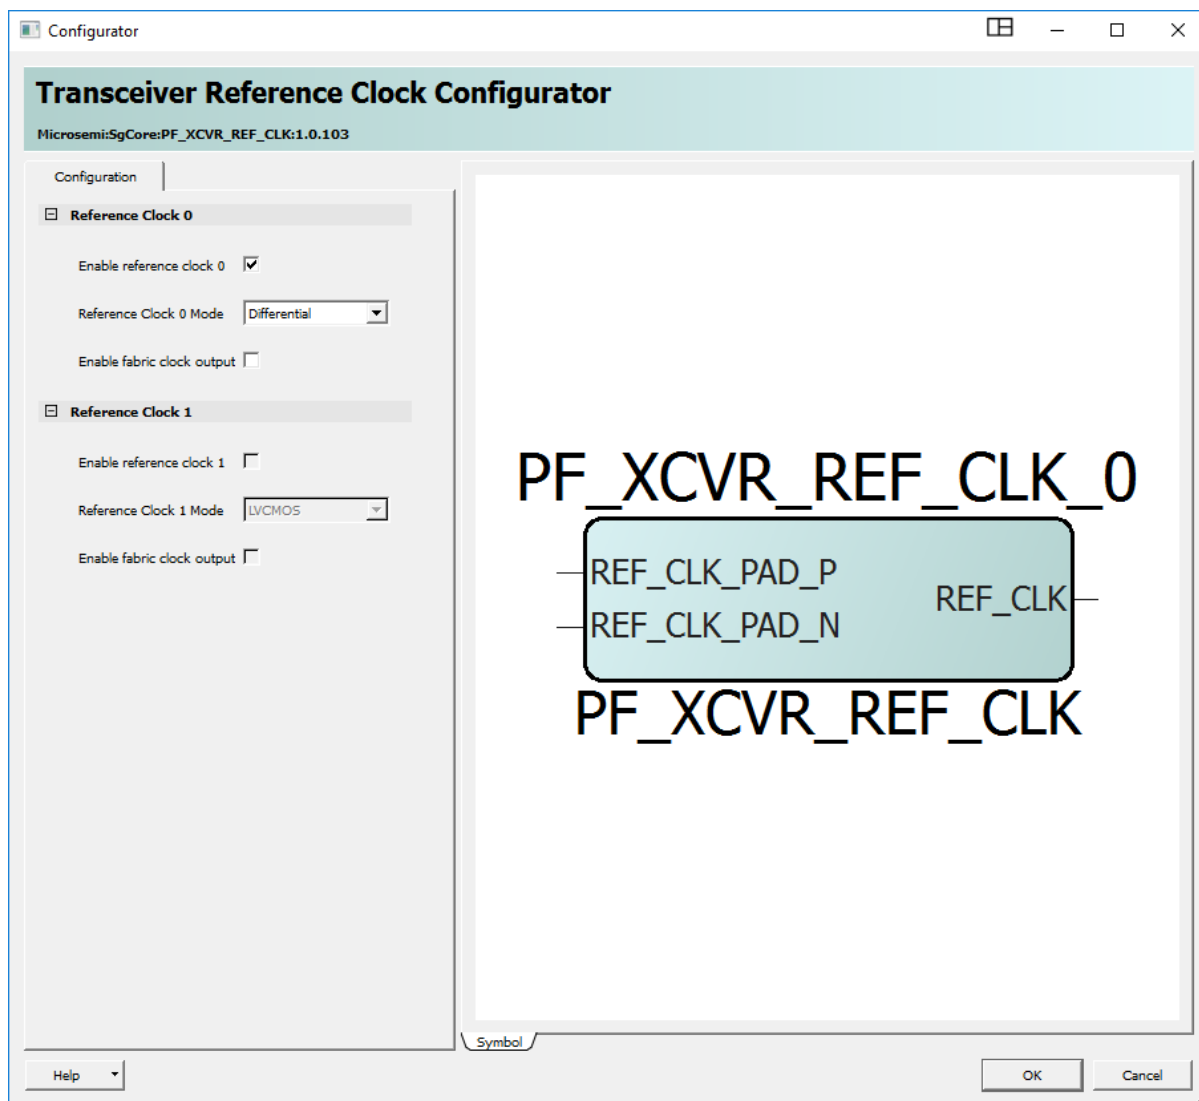 Configurator
Transceiver Reference Clock Configurator
Microsemi:SgCore:PF_XCVR_REF_CLK:1.0.103
Configuration
Reference Clock 0
Enable reference clock 0
Reference Clock 0 Mode Differential
Enable fabric clock output
Reference Clock 1
Enable reference clock 1
Reference Clock 1 Mode LVCMOS
Enable fabric clock output
PF_XCVR_REF_CLK_0
REF_CLK_PAD_P
REF_CLK_PAD_N
REF_CLK
PF_XCVR_REF_CLK
Symbol
Help
OK
Cancel